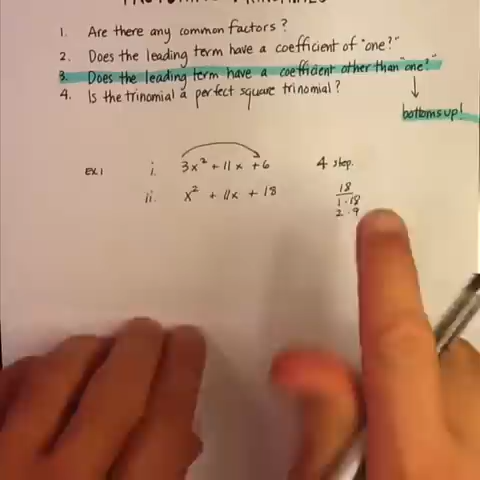 1. Are there any common factors?
2. Does the leading term have a coefficient of "one?"
3. Does the leading term have a coefficient other than "one?"
4. Is the trinomial a perfect square trinomial?
bottoms up!
EX.1 i. 3x² + 11x + 6 4 step.
ii. x² + 11x + 18 18
1 · 18
2 · 9